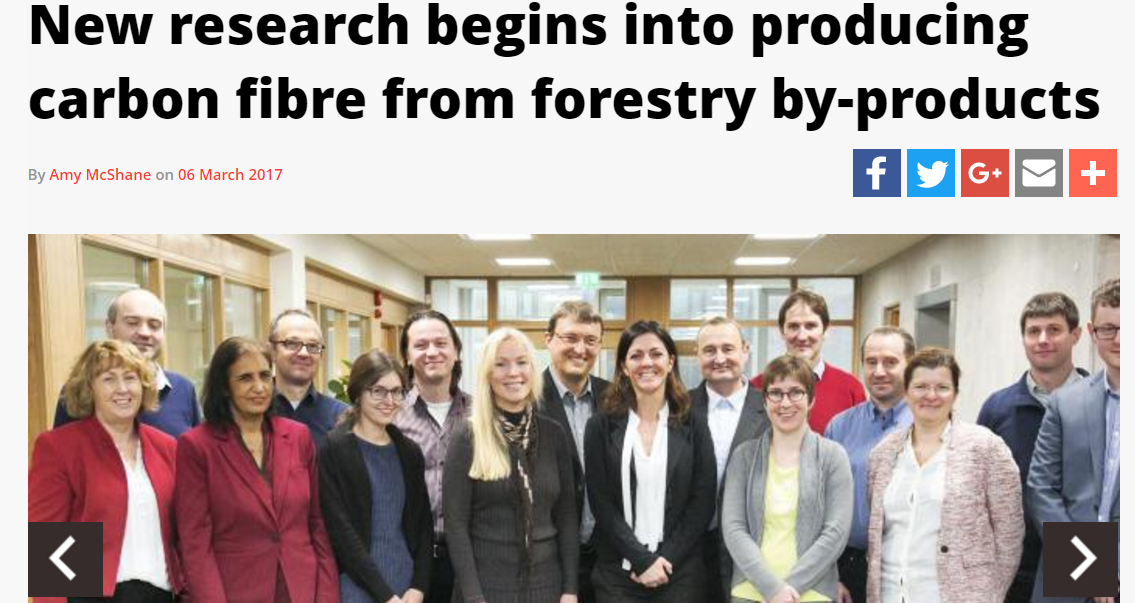 New research begins into producing
carbon fibre from forestry by-products
By Amy McShane on 06 March 2017
G+